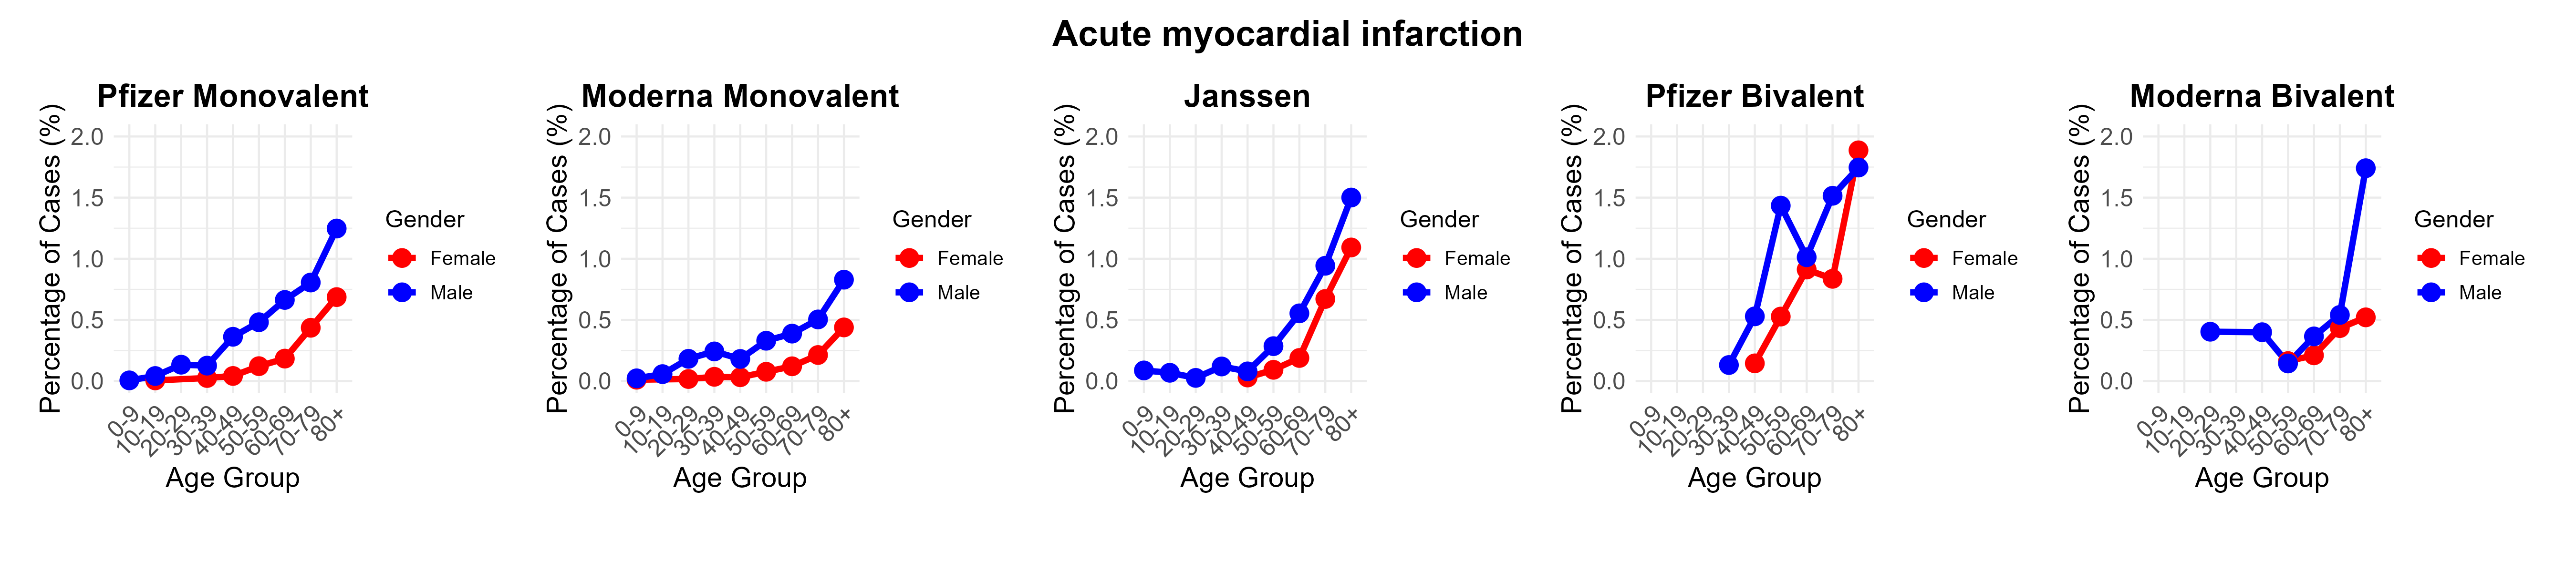 Acute myocardial infarction
Pfizer Monovalent
Percentage of Cases (%)
2.0
1.5
1.0
0.5
0.0
0-9
10-19
20-29
30-39
40-49
50-59
60-69
70-79
80+
Age Group
Gender
Female
Male
Moderna Monovalent
Percentage of Cases (%)
2.0
1.5
1.0
0.5
0.0
0-9
10-19
20-29
30-39
40-49
50-59
60-69
70-79
80+
Age Group
Gender
Female
Male
Janssen
Percentage of Cases (%)
2.0
1.5
1.0
0.5
0.0
0-9
10-19
20-29
30-39
40-49
50-59
60-69
70-79
80+
Age Group
Gender
Female
Male
Pfizer Bivalent
Percentage of Cases (%)
2.0
1.5
1.0
0.5
0.0
0-9
10-19
20-29
30-39
40-49
50-59
60-69
70-79
80+
Age Group
Gender
Female
Male
Moderna Bivalent
Percentage of Cases (%)
2.0
1.5
1.0
0.5
0.0
0-9
10-19
20-29
30-39
40-49
50-59
60-69
70-79
80+
Age Group
Gender
Female
Male